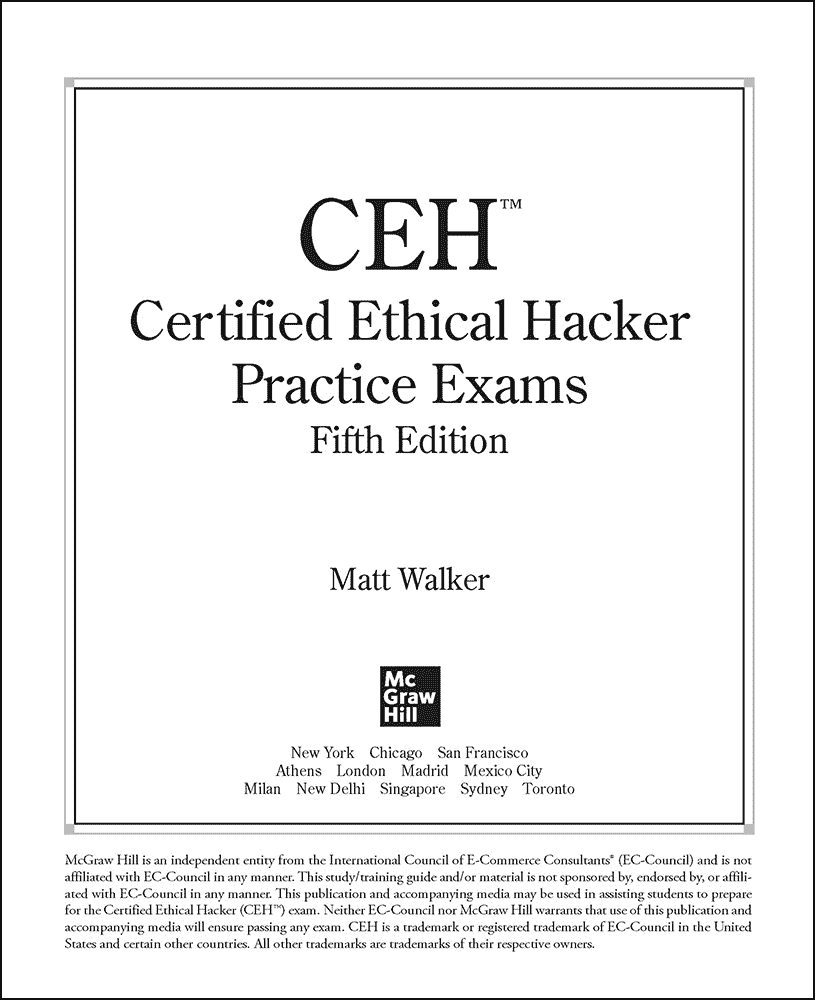 CEH™
Certified Ethical Hacker
Practice Exams
Fifth Edition
Matt Walker
Mc
Graw
Hill
New York Chicago San Francisco
Athens London Madrid Mexico City
Milan New Delhi Singapore Sydney Toronto
McGraw Hill is an independent entity from the International Council of E-Commerce Consultants® (EC-Council) and is not
affiliated with EC-Council in any manner. This study/training guide and/or material is not sponsored by, endorsed by, or affili-
ated with EC-Council in any manner. This publication and accompanying media may be used in assisting students to prepare
for the Certified Ethical Hacker (CEH™) exam. Neither EC-Council nor McGraw Hill warrants that use of this publication and
accompanying media will ensure passing any exam. CEH is a trademark or registered trademark of EC-Council in the United
States and certain other countries. All other trademarks are trademarks of their respective owners.